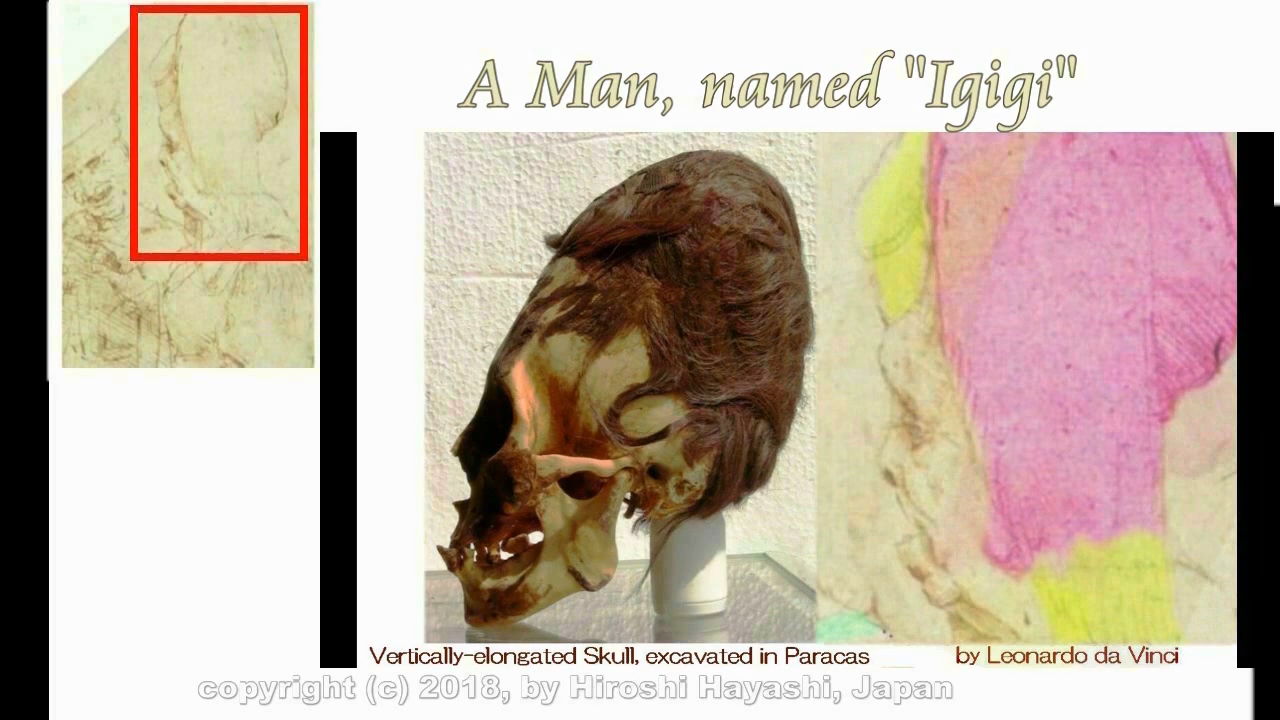 A Man, named "Igigi"
Vertically-elongated Skull, excavated in Paracas
by Leonardo da Vinci
copyright (c) 2018, by Hiroshi Hayashi, Japan